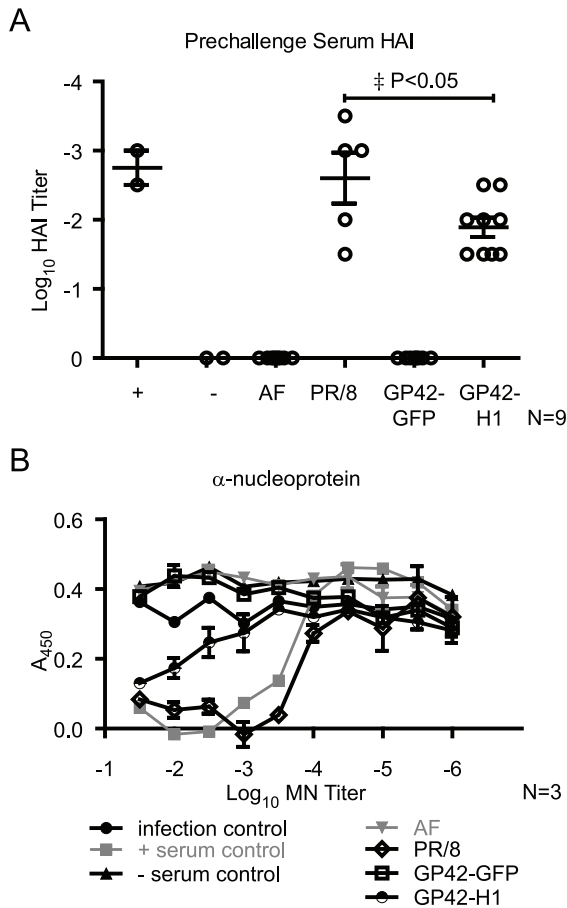 A
Prechallenge Serum HAI
‡ P<0.05
Log10 HAI Titer
-4
-3
-2
-1
0
+ - AF PR/8 GP42-GFP GP42-H1
N=9
B
α-nucleoprotein
A450
0.6
0.4
0.2
0.0
-1 -2 -3 -4 -5 -6
Log10 MN Titer
N=3
infection control
+ serum control
- serum control
AF
PR/8
GP42-GFP
GP42-H1